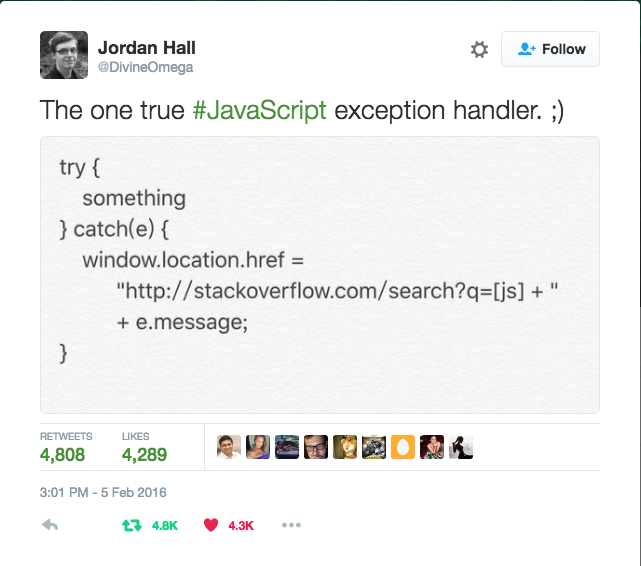 Jordan Hall
@DivineOmega
Follow
The one true #JavaScript exception handler. ;)
try {
something
} catch(e) {
window.location.href =
"http://stackoverflow.com/search?q=[js] + "
+ e.message;
}
RETWEETS
LIKES
4,808
4,289
3:01 PM - 5 Feb 2016
4.8K
4.3K